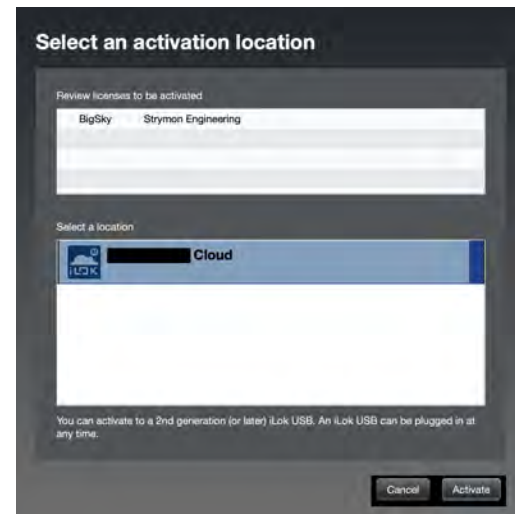 Select an activation location
Review licenses to be activated
BigSky Strymon Engineering
Select a location
iLOK
Cloud
You can activate to a 2nd generation (or later) iLok USB. An iLok USB can be plugged in at
any time.
Cancel Activate